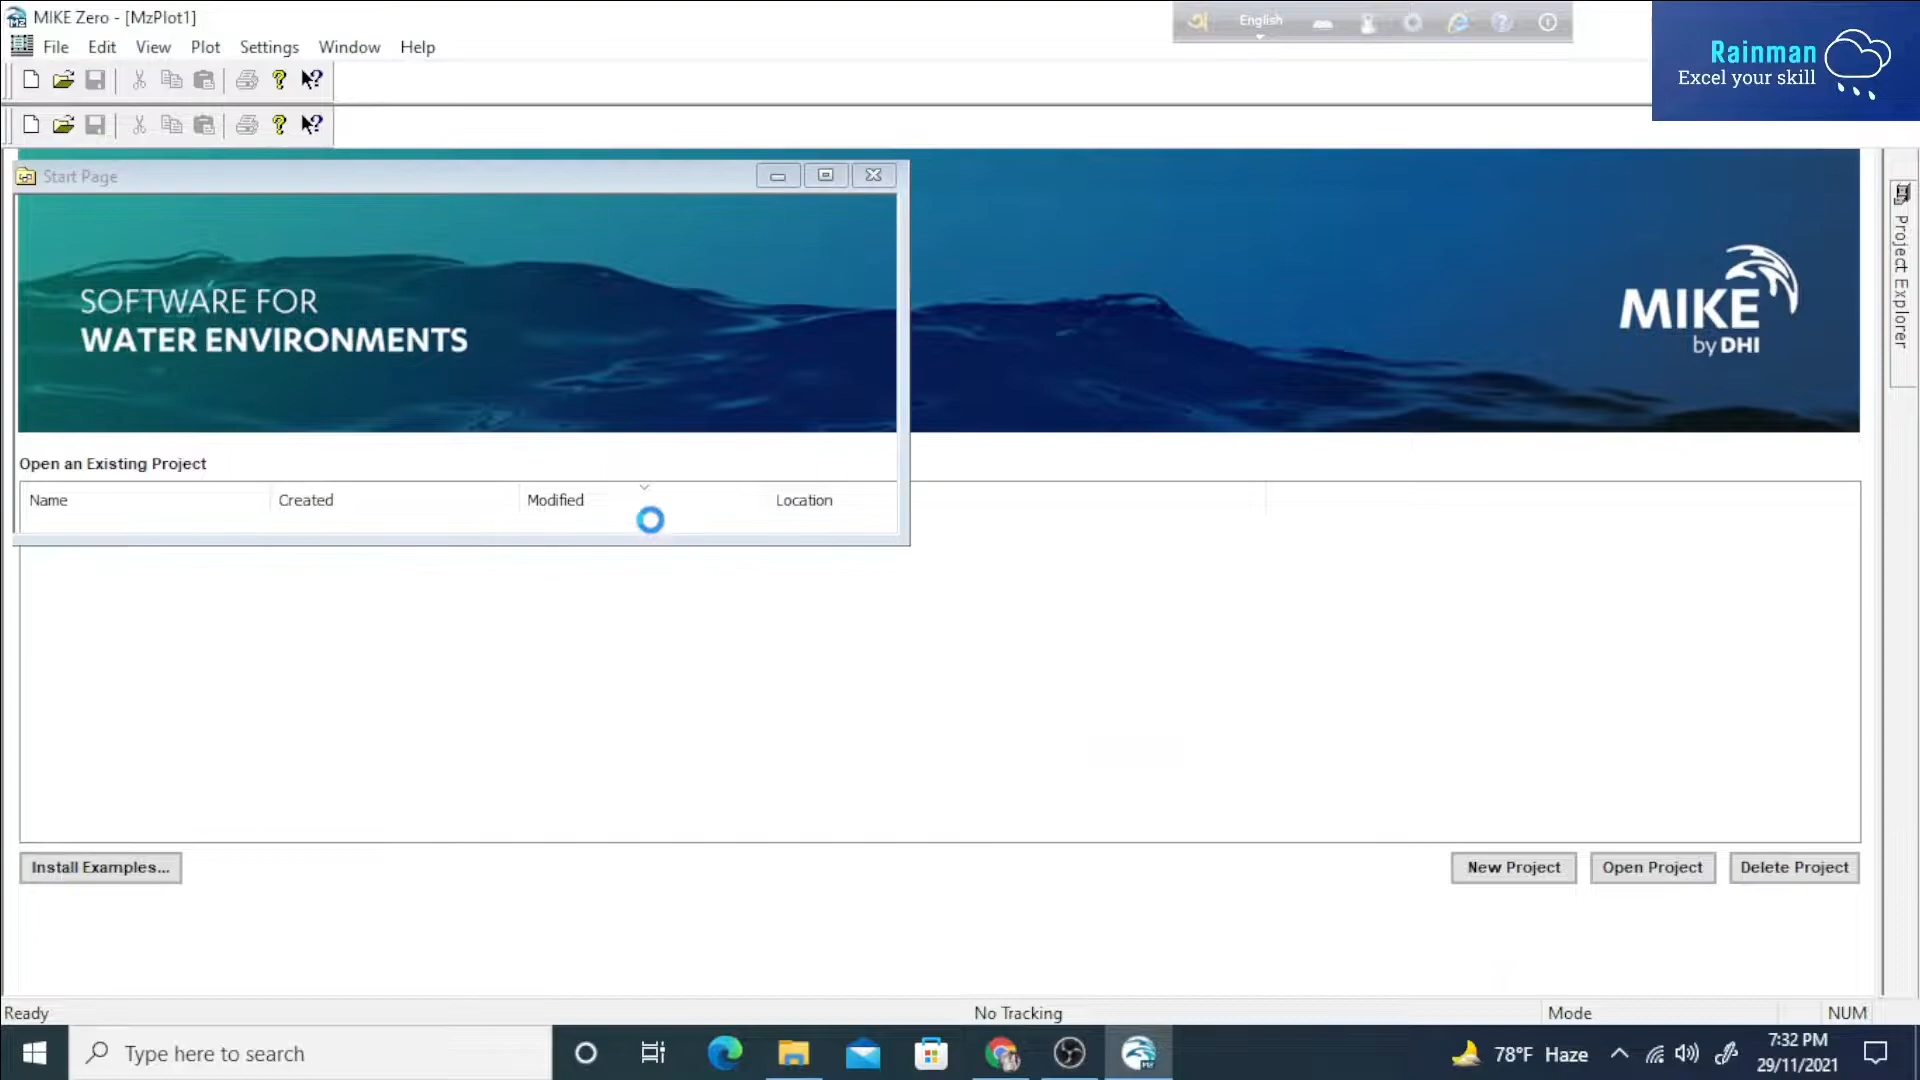 MIKE Zero - [MzPlot1]
English
Rainman
Excel your skill
File Edit View Plot Settings Window Help
Start Page
SOFTWARE FOR
WATER ENVIRONMENTS
MIKE
by DHI
Project Explorer
Open an Existing Project
Name Created Modified Location
Install Examples... New Project Open Project Delete Project
Ready No Tracking Mode NUM
Type here to search
78°F Haze
7:32 PM
29/11/2021